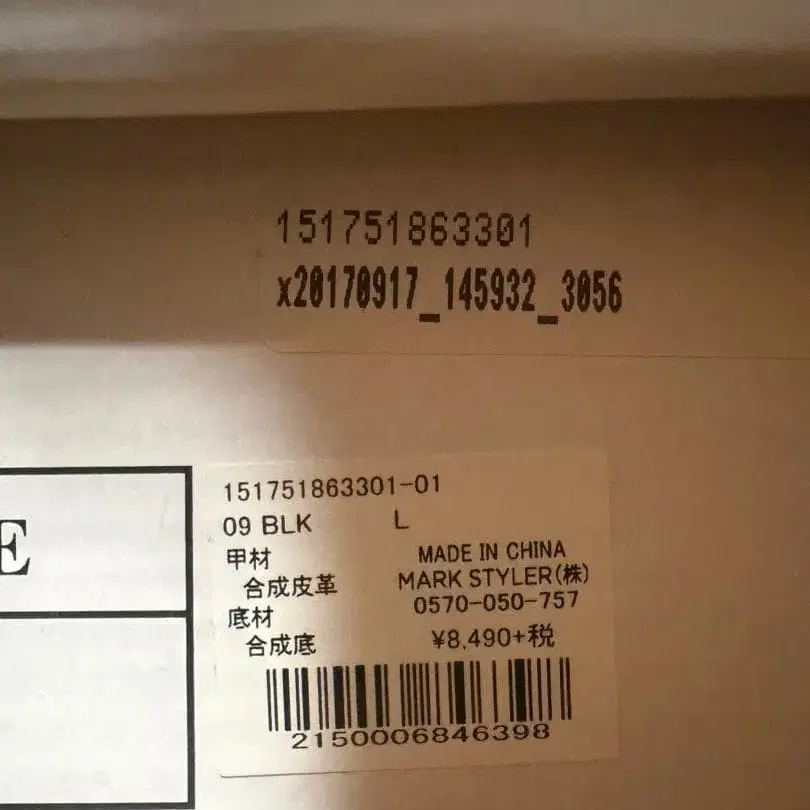 151751863301
x20170917_145932_3056
E
151751863301-01
09 BLK L
甲材 MADE IN CHINA
合成皮革 MARK STYLER(株)
底材 0570-050-757
合成底 ¥8,490+税
2150006846398